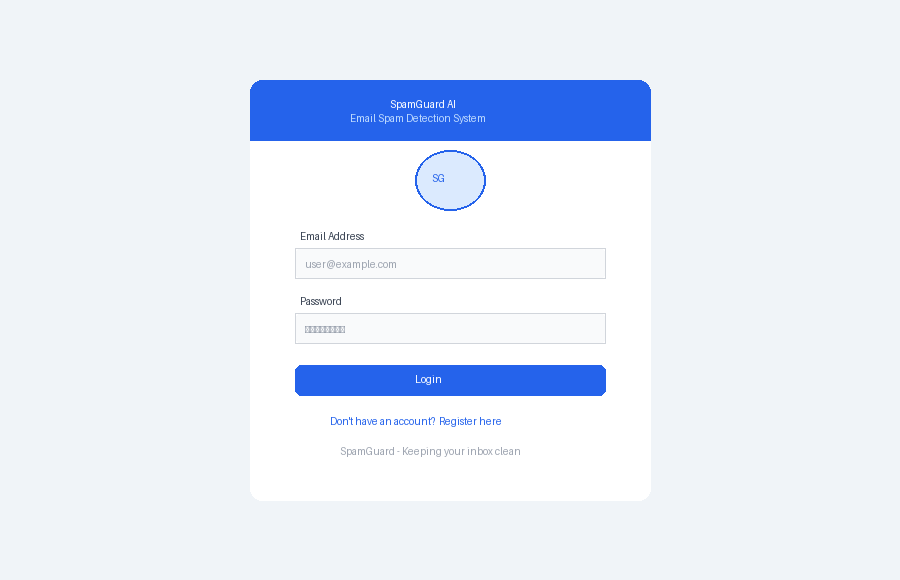 SpamGuard AI
Email Spam Detection System
SG
Email Address
user@example.com
Password
Login
Don't have an account? Register here
SpamGuard - Keeping your inbox clean